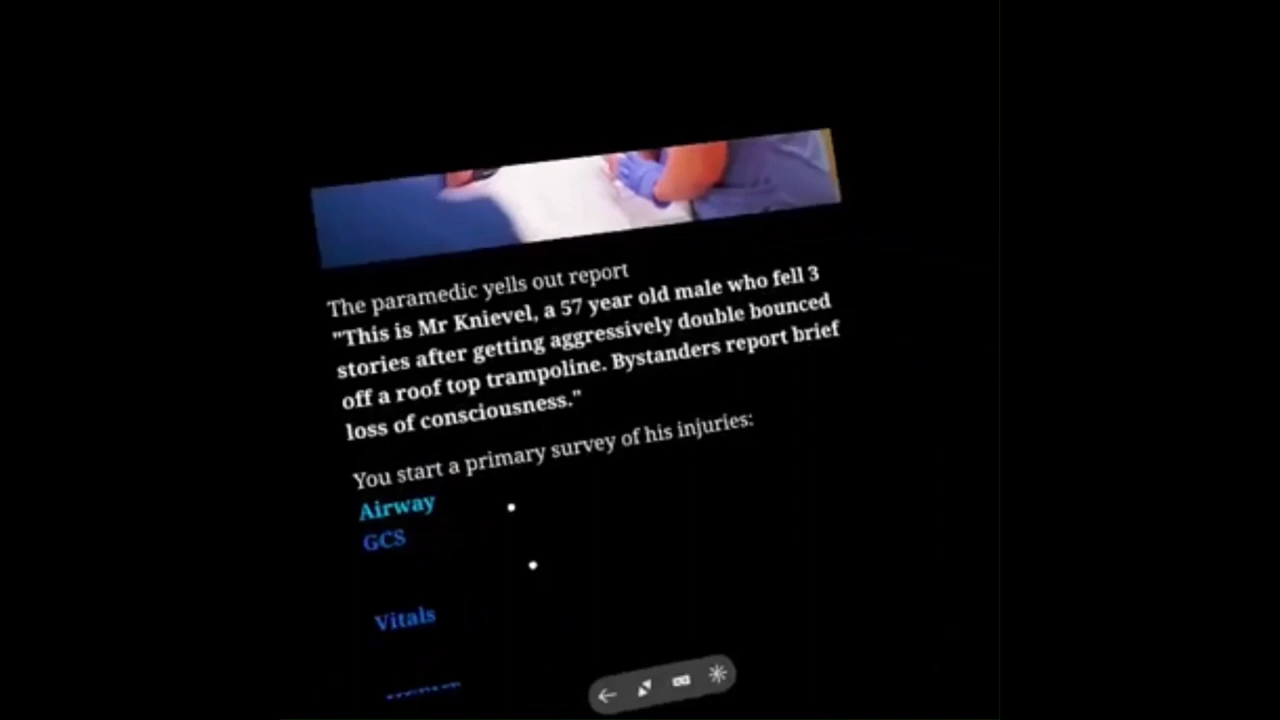 The paramedic yells out report
"This is Mr Knievel, a 57 year old male who fell 3
stories after getting aggressively double bounced
off a roof top trampoline. Bystanders report brief
loss of consciousness."
You start a primary survey of his injuries:
Airway
GCS
Vitals